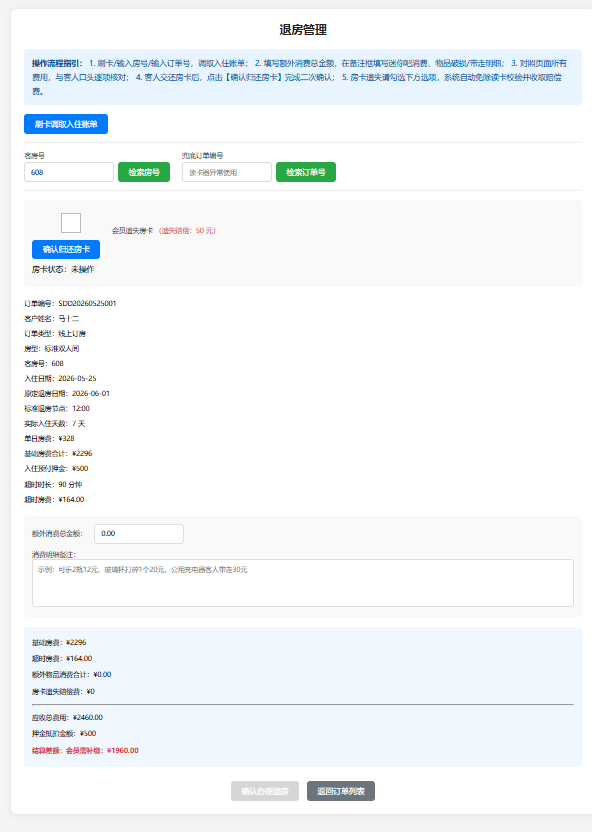 退房管理
操作流程指引： 1. 刷卡/输入房号/输入订单号，调取入住账单； 2. 填写额外消费总金额，在备注框填写迷你吧消费、物品破损/带走明细； 3. 对照页面所有
费用，与客人口头逐项核对； 4. 客人交还房卡后，点击【确认归还房卡】完成二次确认； 5. 房卡遗失请勾选下方选项，系统自动免除读卡校验并收取赔偿
费。
刷卡调取入住账单
客房号
兜底订单编号
608
检索房号
读卡器异常使用
检索订单号
会员遗失房卡 （遗失赔偿：50 元）
确认归还房卡
房卡状态：未操作
订单编号：SDD20260525001
客户姓名：马十二
订单类型：线上订房
房型：标准双人间
客房号：608
入住日期：2026-05-25
原定退房日期：2026-06-01
标准退房节点：12:00
实际入住天数：7 天
单日房费：¥328
基础房费合计：¥2296
入住预付押金：¥500
超时时长：90 分钟
超时房费：¥164.00
额外消费总金额：
0.00
消费明细备注：
示例：可乐2瓶12元，玻璃杯打碎1个20元，公用充电器客人带走30元
基础房费：¥2296
超时房费：¥164.00
额外物品消费合计：¥0.00
房卡遗失赔偿费：¥0
应收总费用：¥2460.00
押金抵扣金额：¥500
结算差额：会员需补缴：¥1960.00
确认办理退房
返回订单列表